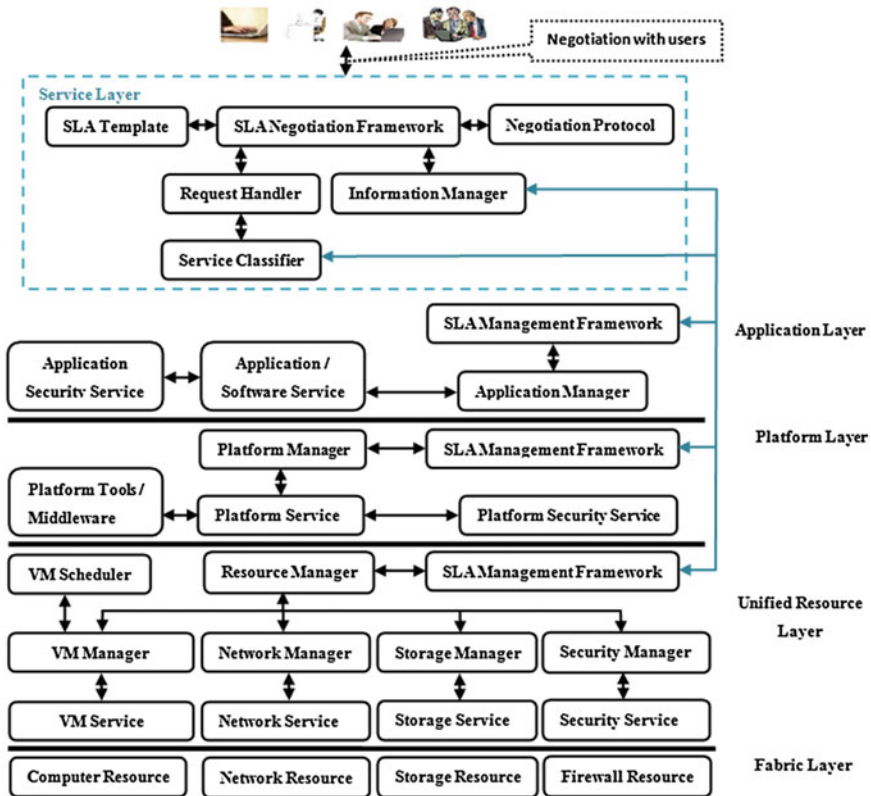 Negotiation with users
Service Layer
SLA Template
SLA Negotiation Framework
Negotiation Protocol
Request Handler
Information Manager
Service Classifier
SLA Management Framework
Application Layer
Application
Security Service
Application /
Software Service
Application Manager
Platform Manager
SLA Management Framework
Platform Layer
Platform Tools /
Middleware
Platform Service
Platform Security Service
VM Scheduler
Resource Manager
SLA Management Framework
Unified Resource
Layer
VM Manager
Network Manager
Storage Manager
Security Manager
VM Service
Network Service
Storage Service
Security Service
Fabric Layer
Computer Resource
Network Resource
Storage Resource
Firewall Resource